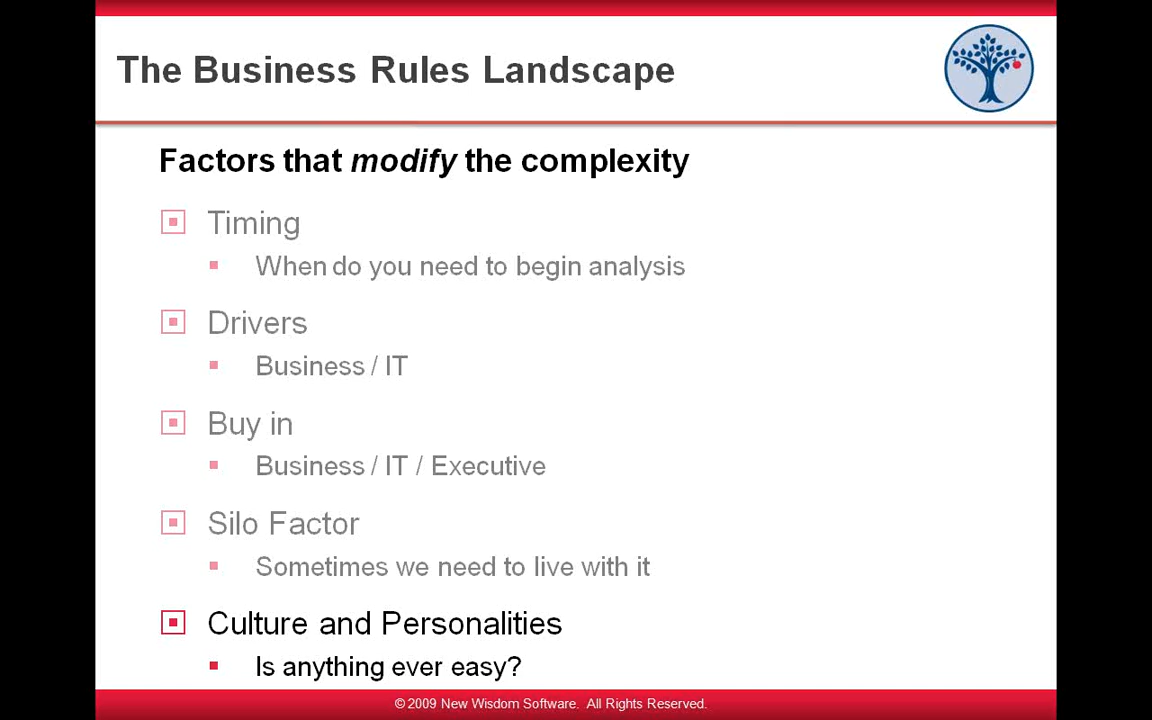 The Business Rules Landscape
Factors that modify the complexity
Timing
When do you need to begin analysis
Drivers
Business / IT
Buy in
Business / IT / Executive
Silo Factor
Sometimes we need to live with it
Culture and Personalities
Is anything ever easy?
© 2009 New Wisdom Software. All Rights Reserved.